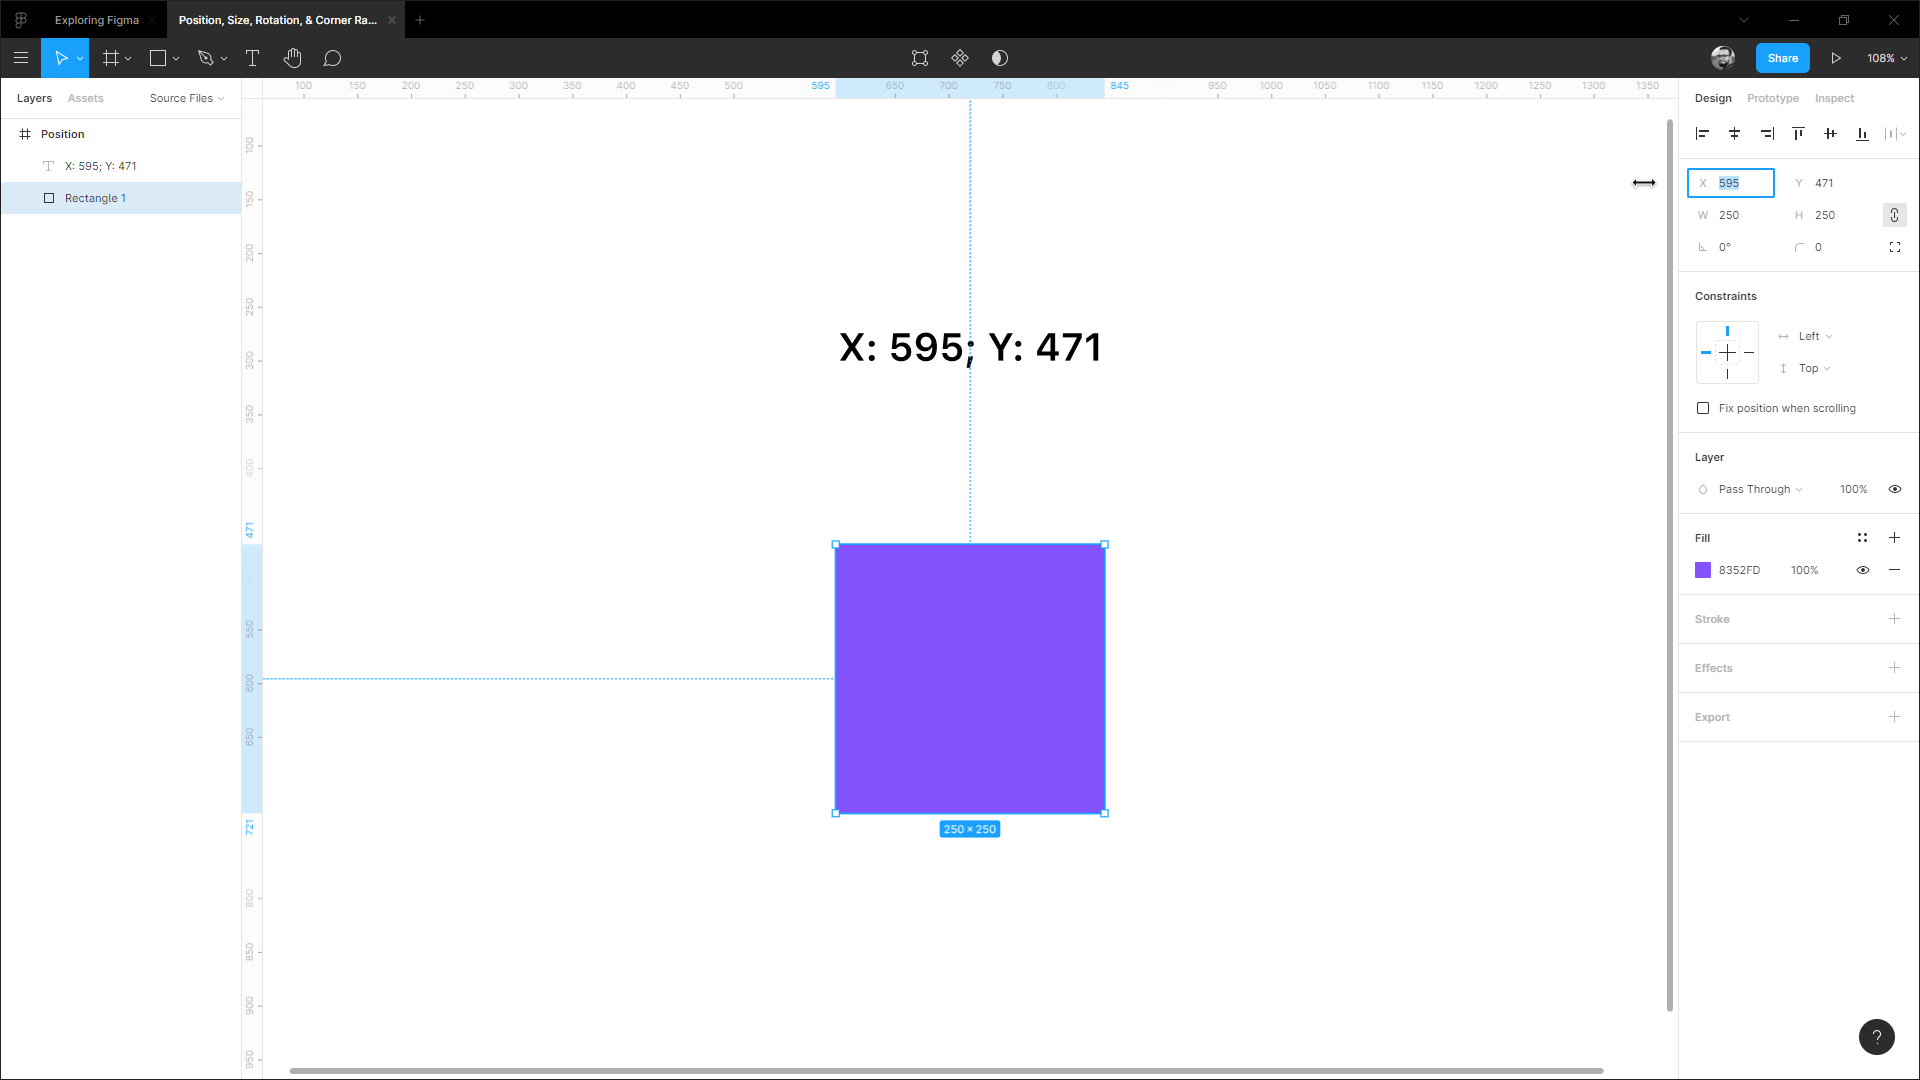 Exploring Figma
Position, Size, Rotation, & Corner Ra...
Share
108%
Layers
Assets
Source Files
Position
X: 595; Y: 471
Rectangle 1
100
150
200
250
300
350
400
450
500
595
650
700
750
800
845
950
1000
1050
1100
1150
1200
1250
1300
1350
100
150
200
250
300
350
400
471
550
600
650
721
800
850
900
950
X: 595; Y: 471
250 × 250
Design
Prototype
Inspect
X 595
Y 471
W 250
H 250
0°
0
Constraints
Left
Top
Fix position when scrolling
Layer
Pass Through
100%
Fill
8352FD
100%
Stroke
Effects
Export
?